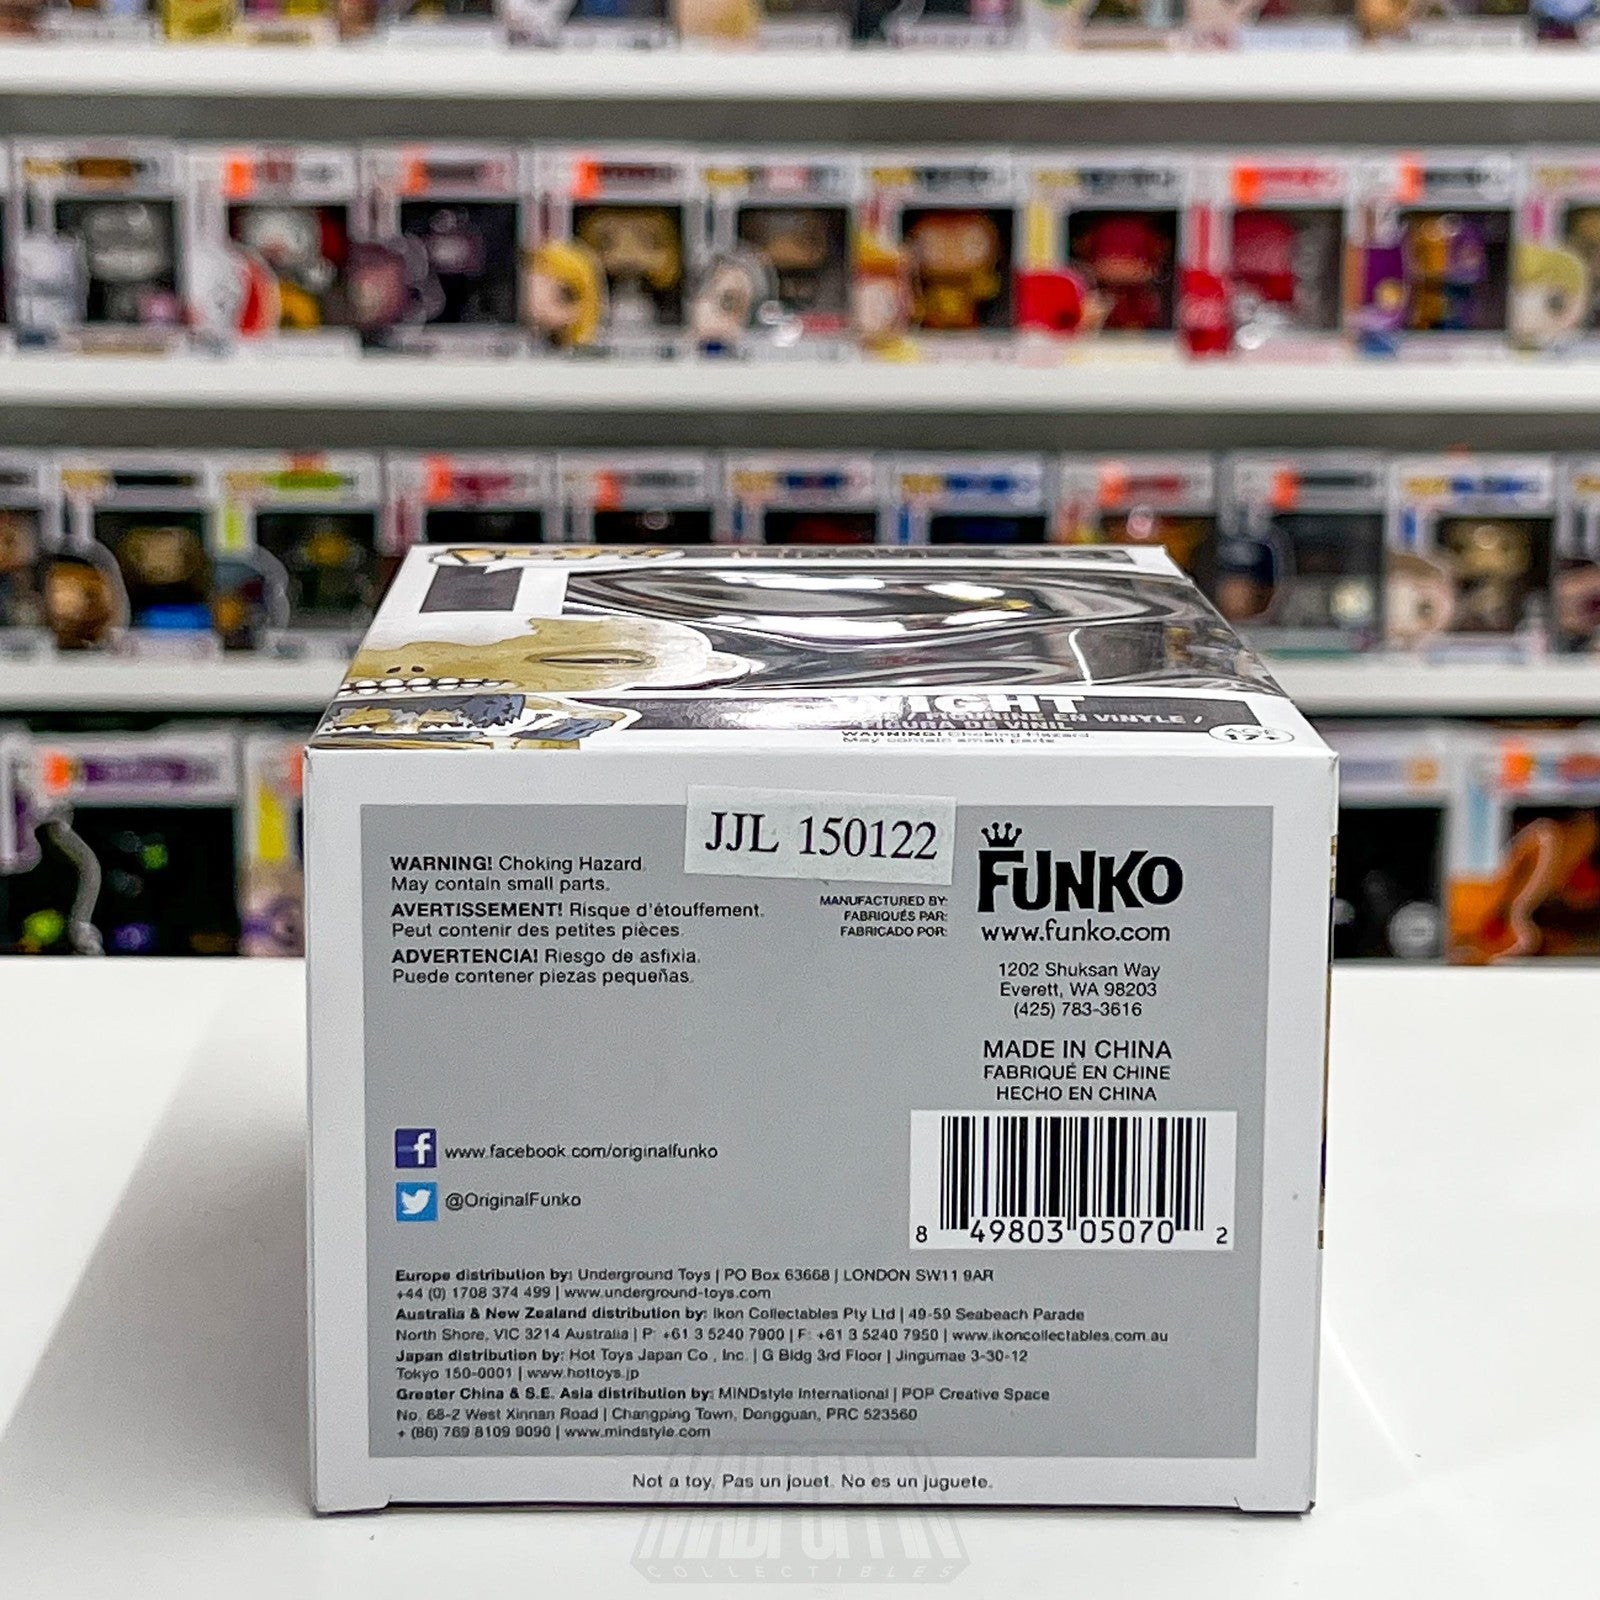 WIGHT
FIGURINE EN VINYLE /
FIGURA DE VINIL
WARNING! Choking Hazard.
May contain small parts.
AGE
7+
JJL 150122
WARNING! Choking Hazard.
May contain small parts.
AVERTISSEMENT! Risque d'étouffement.
Peut contenir des petites pièces.
ADVERTENCIA! Riesgo de asfixia.
Puede contener piezas pequeñas.
MANUFACTURED BY:
FABRIQUÉS PAR:
FABRICADO POR:
FUNKO
www.funko.com
1202 Shuksan Way
Everett, WA 98203
(425) 783-3616
MADE IN CHINA
FABRIQUÉ EN CHINE
HECHO EN CHINA
f www.facebook.com/originalfunko
@OriginalFunko
8 49803 05070 2
Europe distribution by: Underground Toys | PO Box 63668 | LONDON SW11 9AR
+44 (0) 1708 374 499 | www.underground-toys.com
Australia & New Zealand distribution by: Ikon Collectables Pty Ltd | 49-59 Seabeach Parade
North Shore, VIC 3214 Australia | P: +61 3 5240 7900 | F: +61 3 5240 7950 | www.ikoncollectables.com.au
Japan distribution by: Hot Toys Japan Co., Inc. | G Bldg 3rd Floor | Jingumae 3-30-12
Tokyo 150-0001 | www.hottoys.jp
Greater China & S.E. Asia distribution by: MINDstyle International | POP Creative Space
No. 68-2 West Xinnan Road | Changping Town, Dongguan, PRC 523560
+ (86) 769 8109 9090 | www.mindstyle.com
Not a toy. Pas un jouet. No es un juguete.
COLLECTIBLES